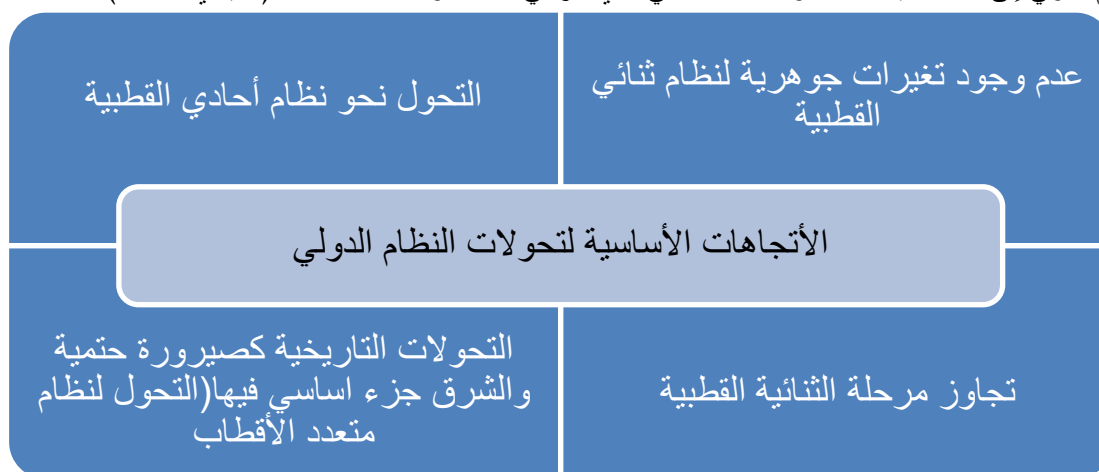 عدم وجود تغيرات جوهرية لنظام ثنائي
القطبية
التحول نحو نظام أحادي القطبية
الأتجاهات الأساسية لتحولات النظام الدولي
تجاوز مرحلة الثنائية القطبية
التحولات التاريخية كصيرورة حتمية
والشرق جزء اساسي فيها(التحول لنظام
متعدد الأقطاب